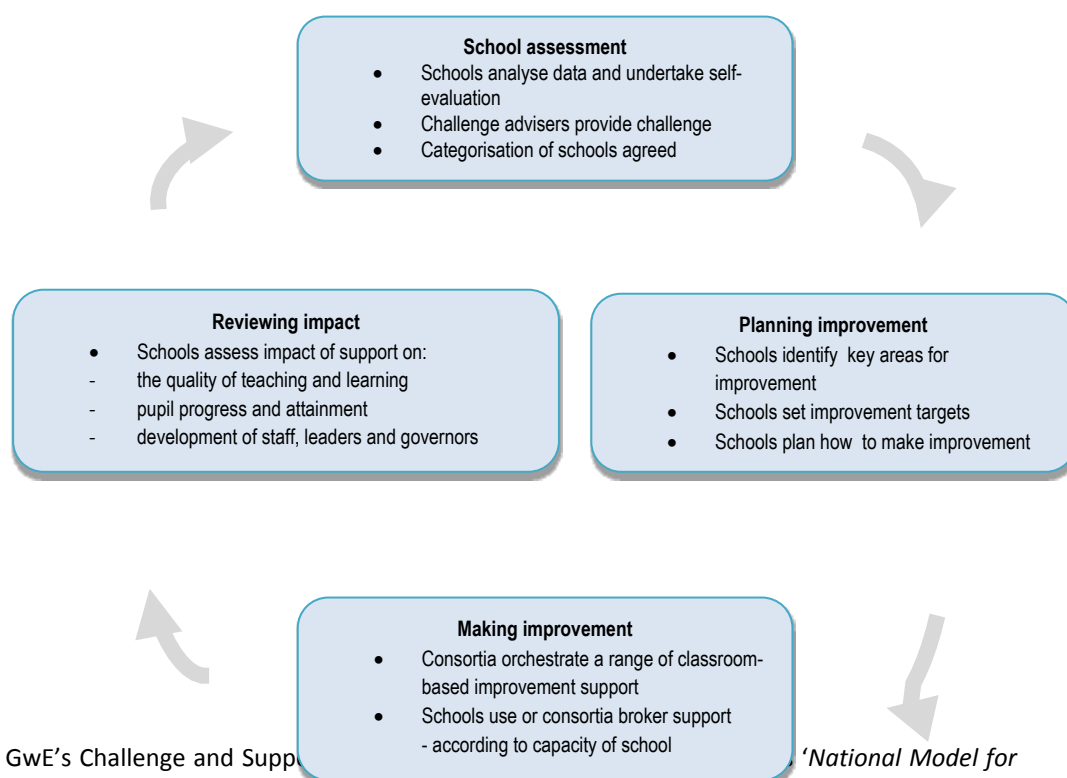 School assessment
• Schools analyse data and undertake self-
evaluation
• Challenge advisers provide challenge
• Categorisation of schools agreed
Reviewing impact
• Schools assess impact of support on:
- the quality of teaching and learning
- pupil progress and attainment
- development of staff, leaders and governors
Planning improvement
• Schools identify key areas for
improvement
• Schools set improvement targets
• Schools plan how to make improvement
Making improvement
• Consortia orchestrate a range of classroom-
based improvement support
• Schools use or consortia broker support
- according to capacity of school
GwE's Challenge and ‘National Model for